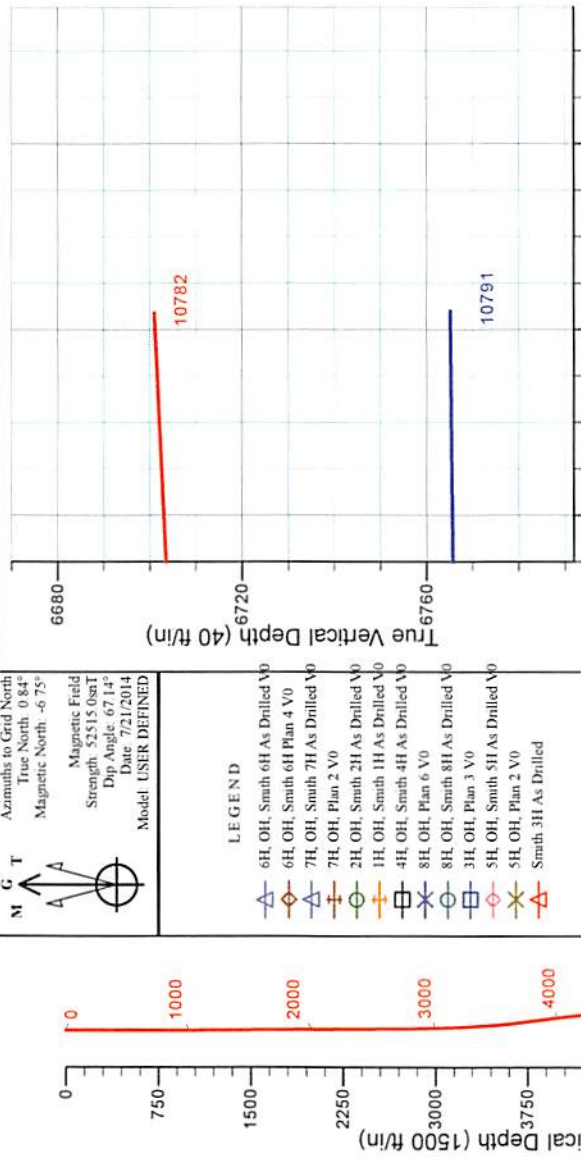 M G T
Azimuths to Grid North
True North: 0.84°
Magnetic North: -6.75°
Magnetic Field
Strength: 52515.0snT
Dip Angle: 67.14°
Date: 7/21/2014
Model: USER DEFINED
LEGEND
6H, OH, Smith 6H As Drilled V0
6H, OH, Smith 6H Plan 4 V0
7H, OH, Smith 7H As Drilled V0
7H, OH, Plan 2 V0
2H, OH, Smith 2H As Drilled V0
1H, OH, Smith 1H As Drilled V0
4H, OH, Smith 4H As Drilled V0
8H, OH, Plan 6 V0
8H, OH, Smith 8H As Drilled V0
3H, OH, Plan 3 V0
5H, OH, Smith 5H As Drilled V0
5H, OH, Plan 2 V0
Smith 3H As Drilled
0
750
1500
2250
3000
3750
ical Depth (1500 ft/in)
0
1000
2000
3000
4000
True Vertical Depth (40 ft/in)
6680
6720
6760
10782
10791